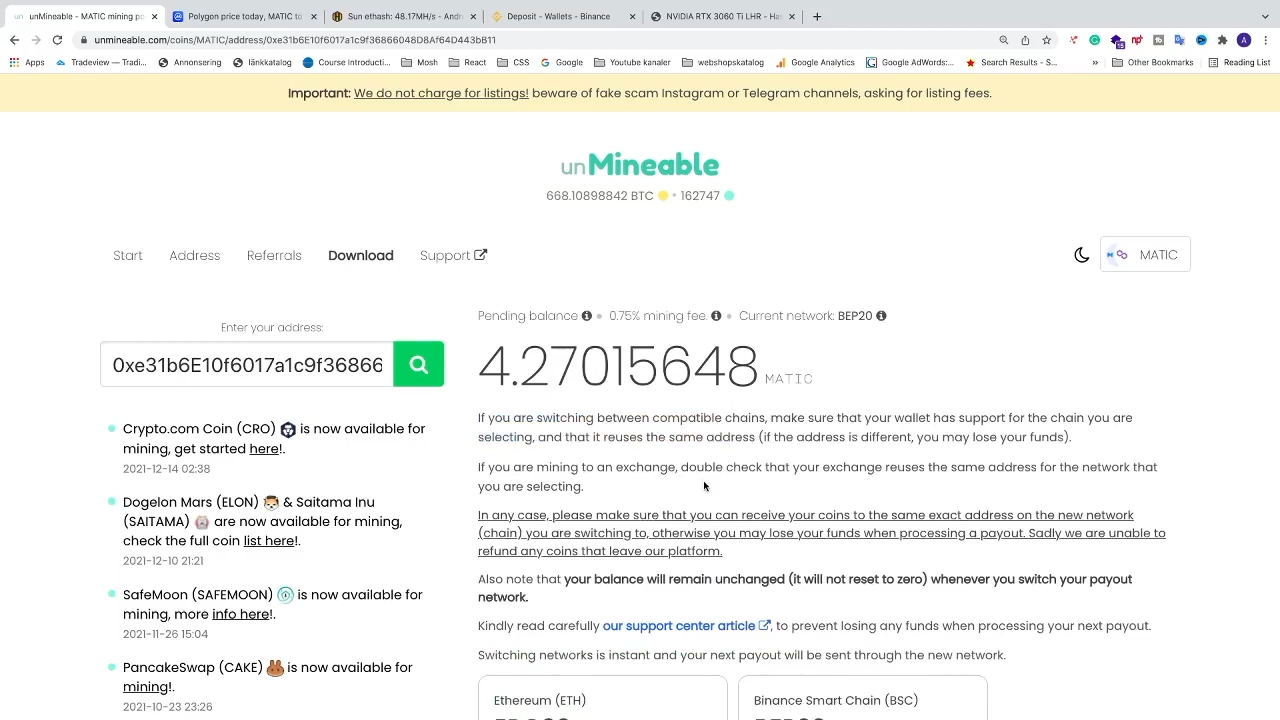 unMineable - MATIC mining po
Polygon price today, MATIC to
Sun ethash: 48.17MH/s - Andr
Deposit - Wallets - Binance
NVIDIA RTX 3060 Ti LHR - Has
unmineable.com/coins/MATIC/address/0xe31b6E10f6017a1c9f36866048D8Af64D443bB11
Apps
Tradeview — Tradi...
Annonsering
länkkatalog
Course Introducti...
Mosh
React
CSS
Google
Youtube kanaler
webshopskatalog
Google Analytics
Google AdWords:...
Search Results - S...
»
Other Bookmarks
Reading List
Important: We do not charge for listings! beware of fake scam Instagram or Telegram channels, asking for listing fees.
unMineable
668.10898842 BTC • 162747
Start Address Referrals Download Support
MATIC
Enter your address:
0xe31b6E10f6017a1c9f36866
Crypto.com Coin (CRO) is now available for
mining, get started here!.
2021-12-14 02:38
Dogelon Mars (ELON) & Saitama Inu
(SAITAMA) are now available for mining,
check the full coin list here!.
2021-12-10 21:21
SafeMoon (SAFEMOON) is now available for
mining, more info here!.
2021-11-26 15:04
PancakeSwap (CAKE) is now available for
mining!.
2021-10-23 23:26
Pending balance • 0.75% mining fee. • Current network: BEP20
4.27015648 MATIC
If you are switching between compatible chains, make sure that your wallet has support for the chain you are
selecting, and that it reuses the same address (if the address is different, you may lose your funds).
If you are mining to an exchange, double check that your exchange reuses the same address for the network that
you are selecting.
In any case, please make sure that you can receive your coins to the same exact address on the new network
(chain) you are switching to, otherwise you may lose your funds when processing a payout. Sadly we are unable to
refund any coins that leave our platform.
Also note that your balance will remain unchanged (it will not reset to zero) whenever you switch your payout
network.
Kindly read carefully our support center article, to prevent losing any funds when processing your next payout.
Switching networks is instant and your next payout will be sent through the new network.
Ethereum (ETH)
Binance Smart Chain (BSC)